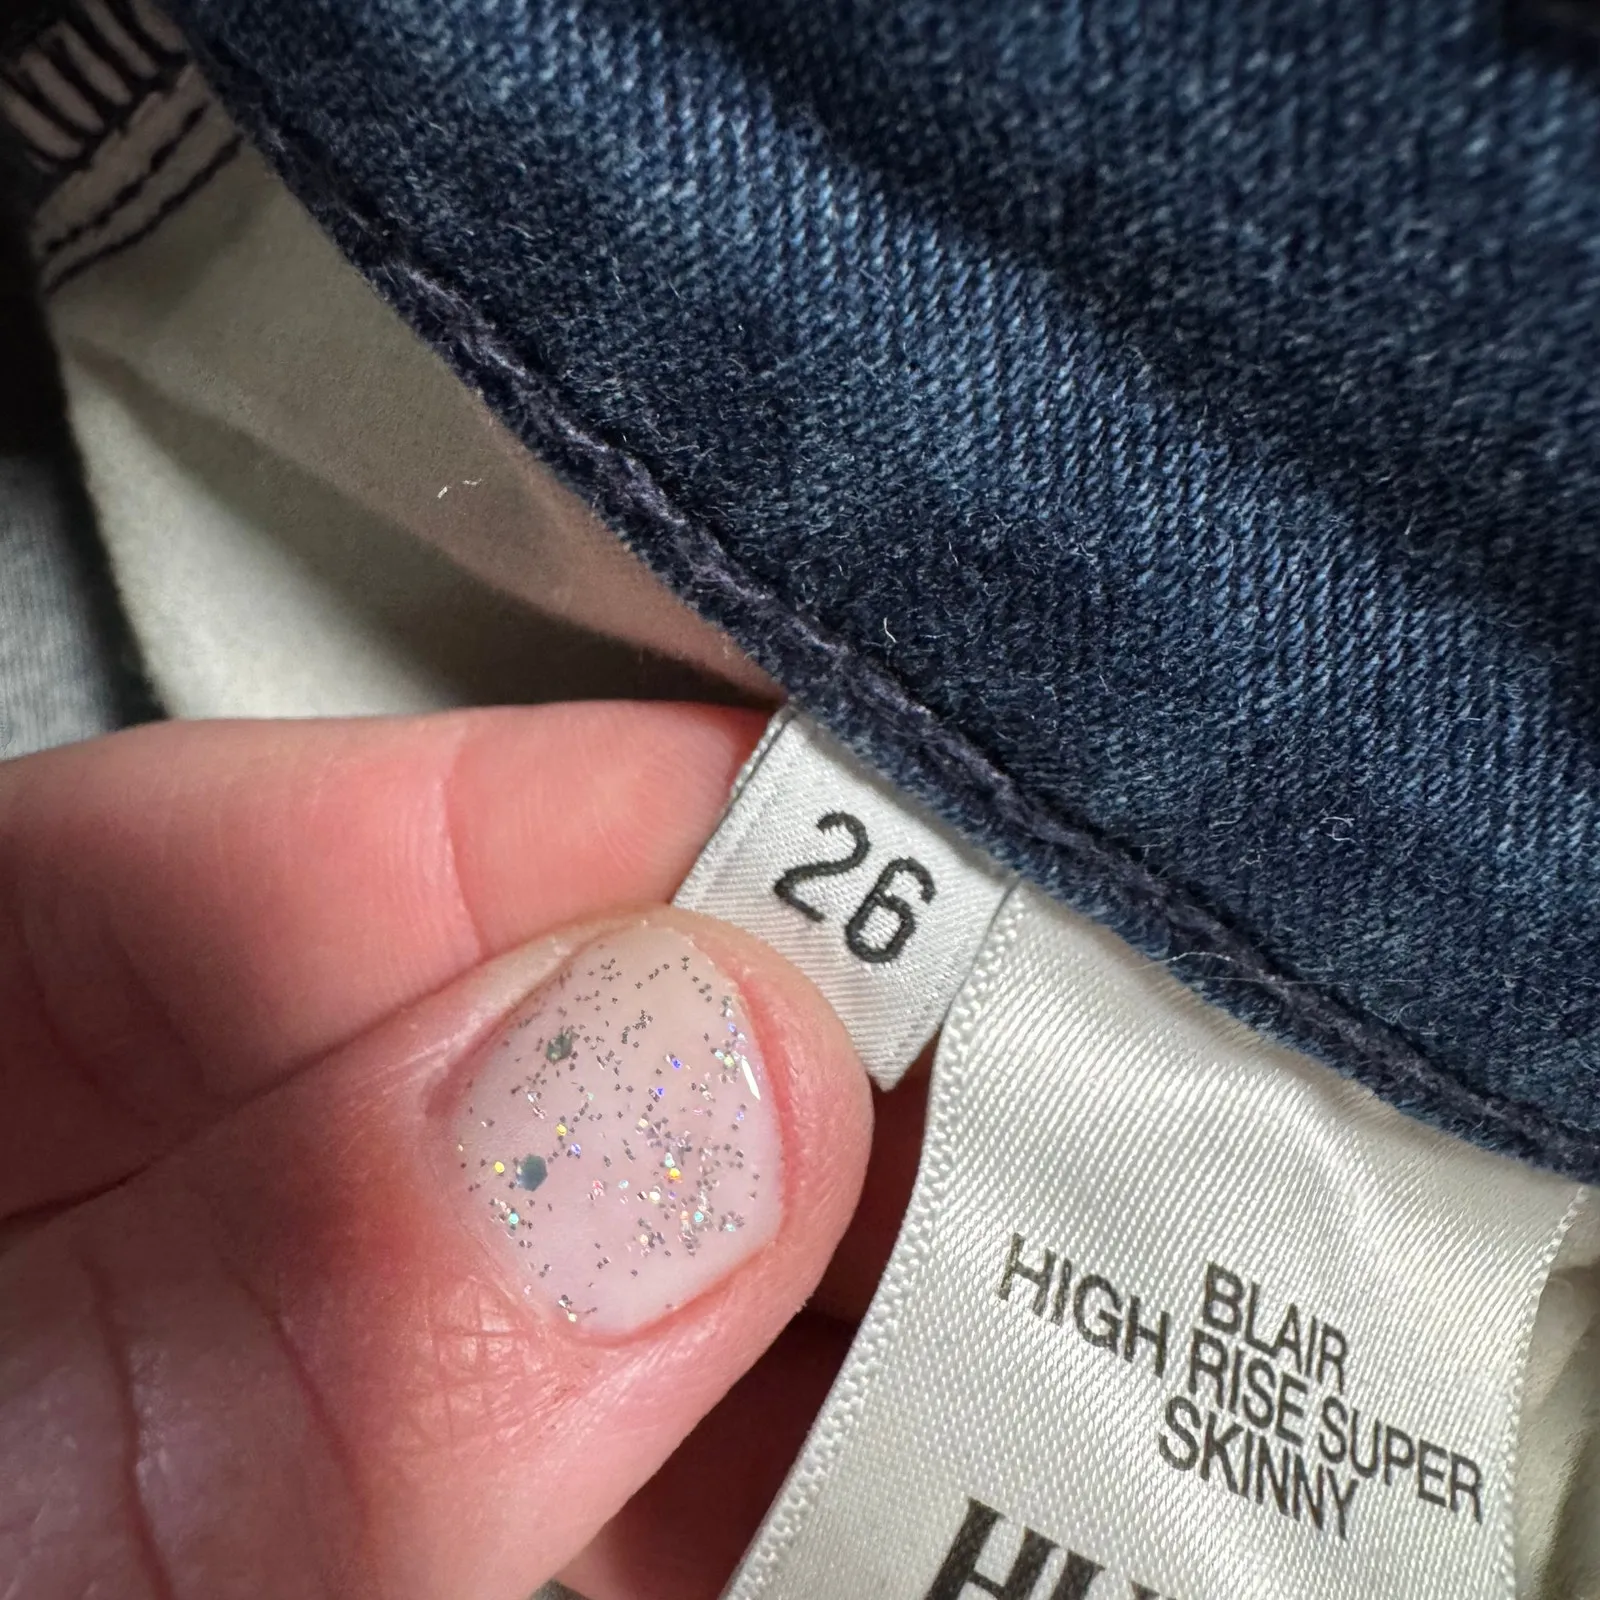 26
BLAIR
HIGH RISE SUPER
SKINNY